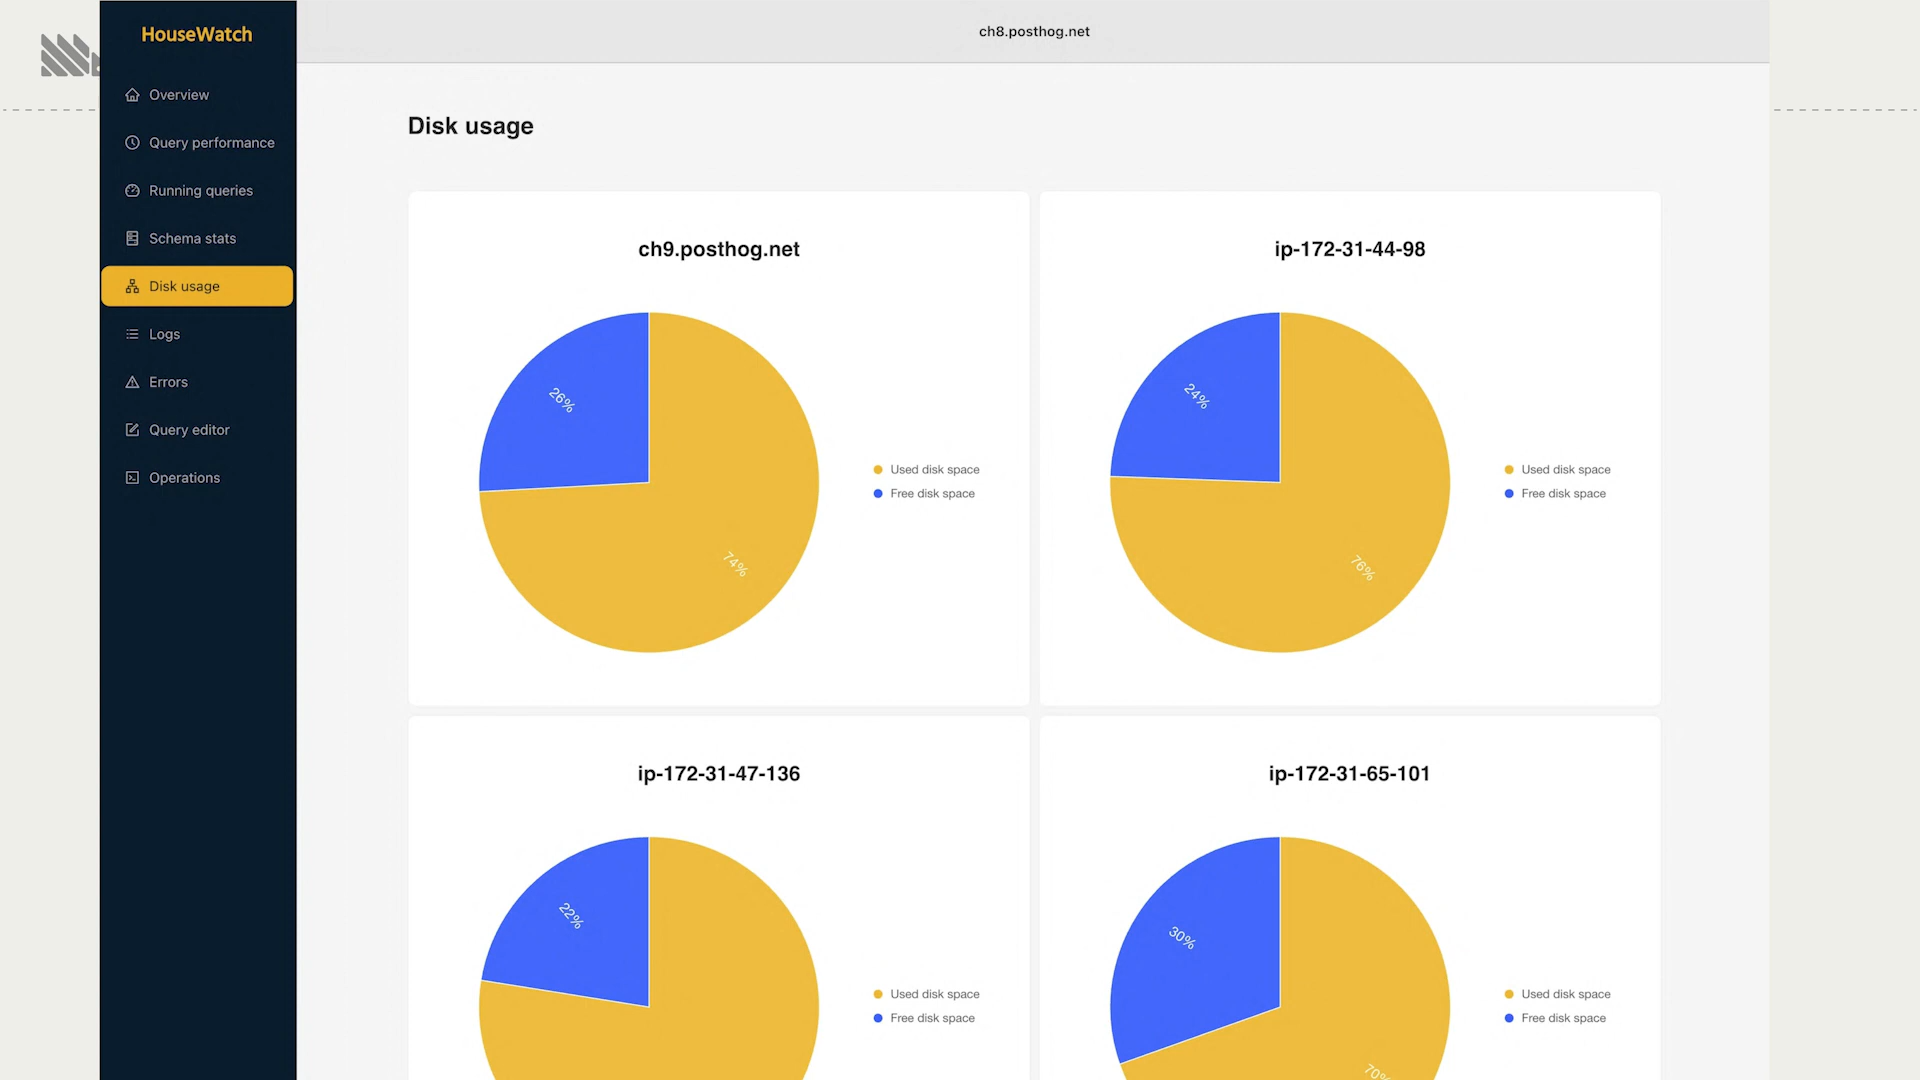 HouseWatch
ch8.posthog.net
Overview
Query performance
Running queries
Schema stats
Disk usage
Logs
Errors
Query editor
Operations
Disk usage
ch9.posthog.net
26%
74%
Used disk space
Free disk space
ip-172-31-44-98
24%
76%
Used disk space
Free disk space
ip-172-31-47-136
22%
Used disk space
Free disk space
ip-172-31-65-101
30%
70%
Used disk space
Free disk space